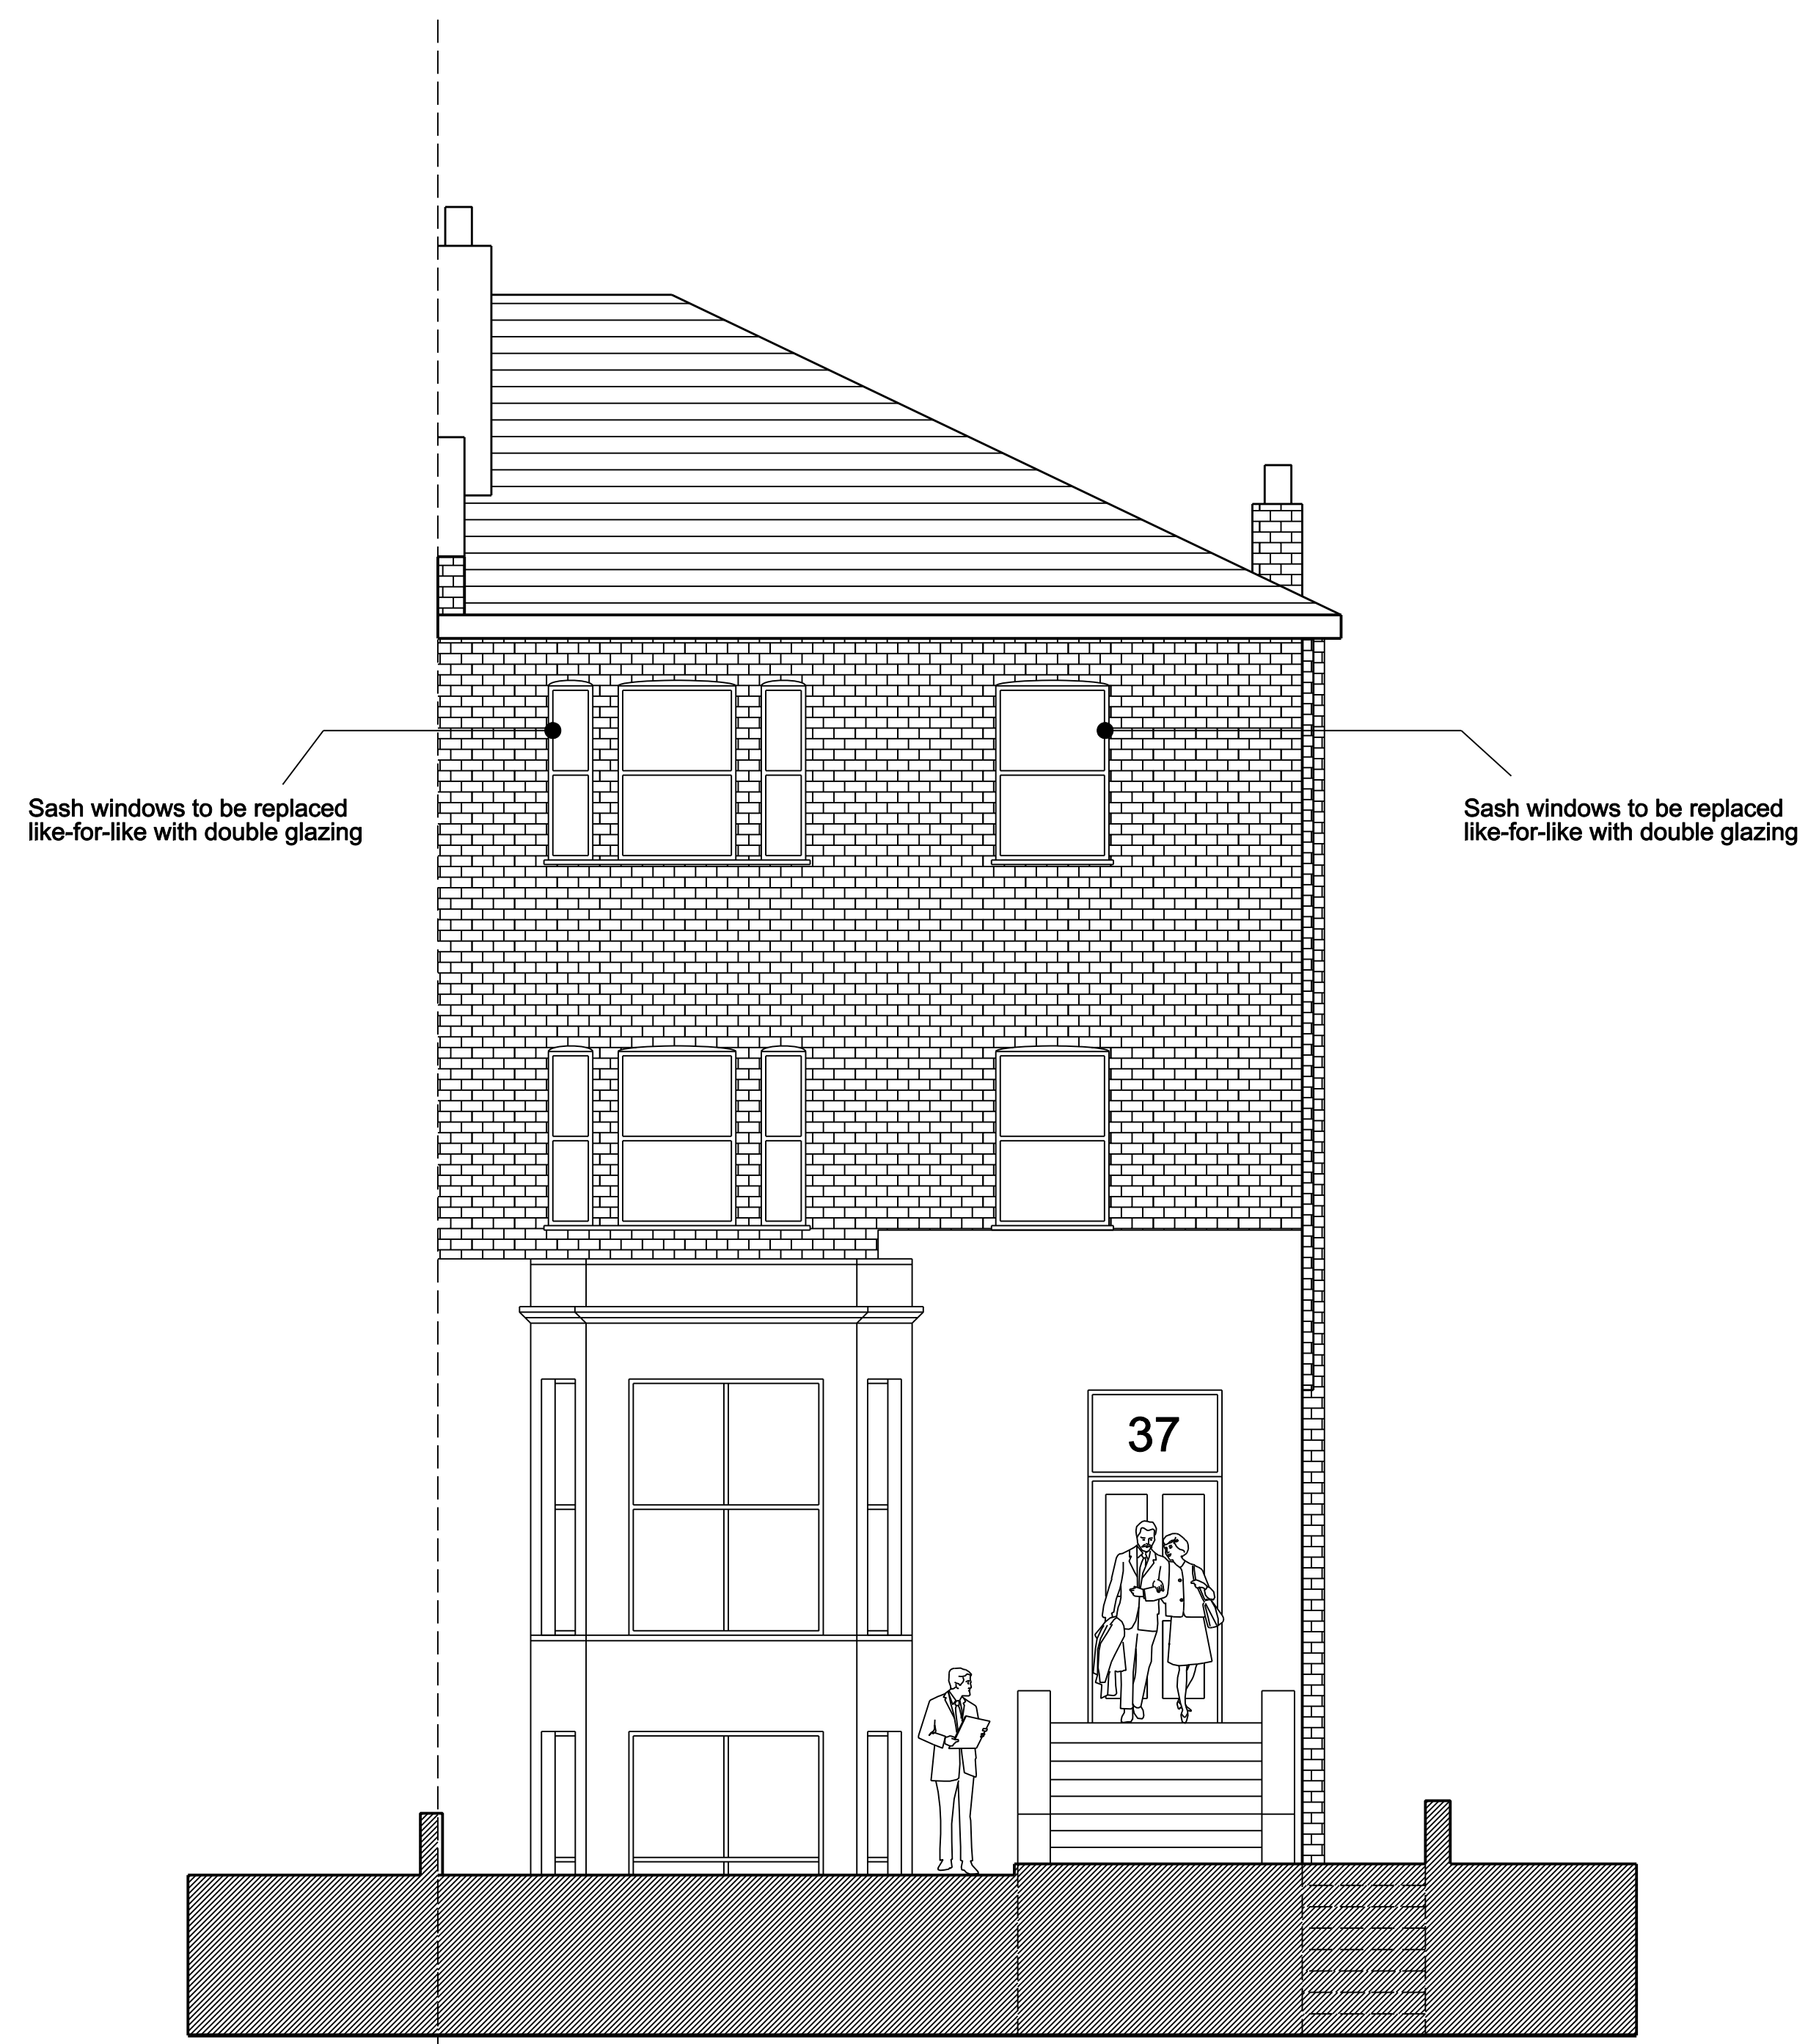 Sash windows to be replaced
like-for-like with double glazing
Sash windows to be replaced
like-for-like with double glazing
37